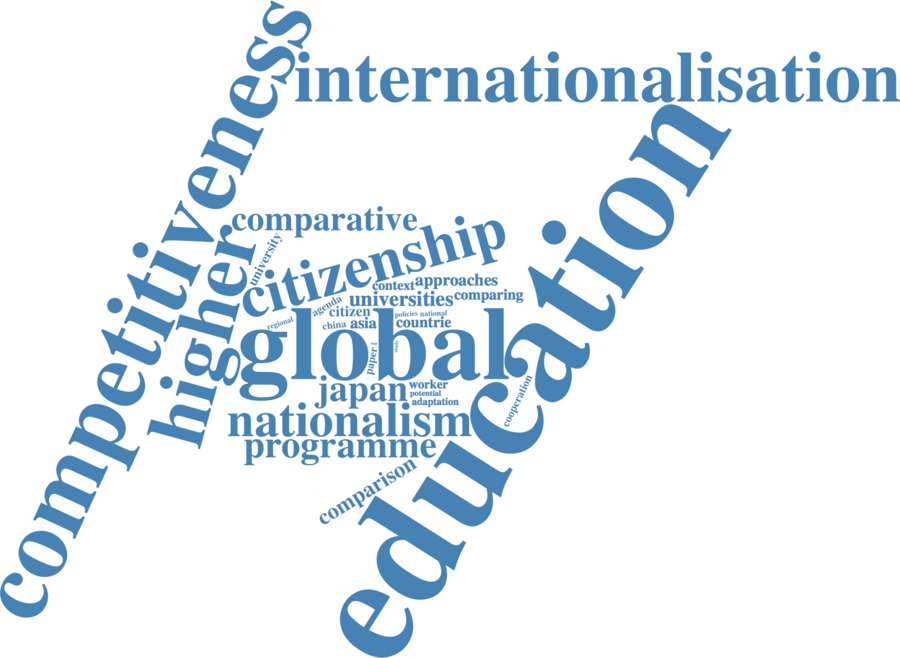 competitiveness
internationalisation
education
higher
comparative
university
citizenship
context
approaches
universities
comparing
agenda
citizen
regional
china
asia
policies
national
countrie
global
paper
study
japan
worker
potential
adaptation
cooperation
nationalism
programme
comparison